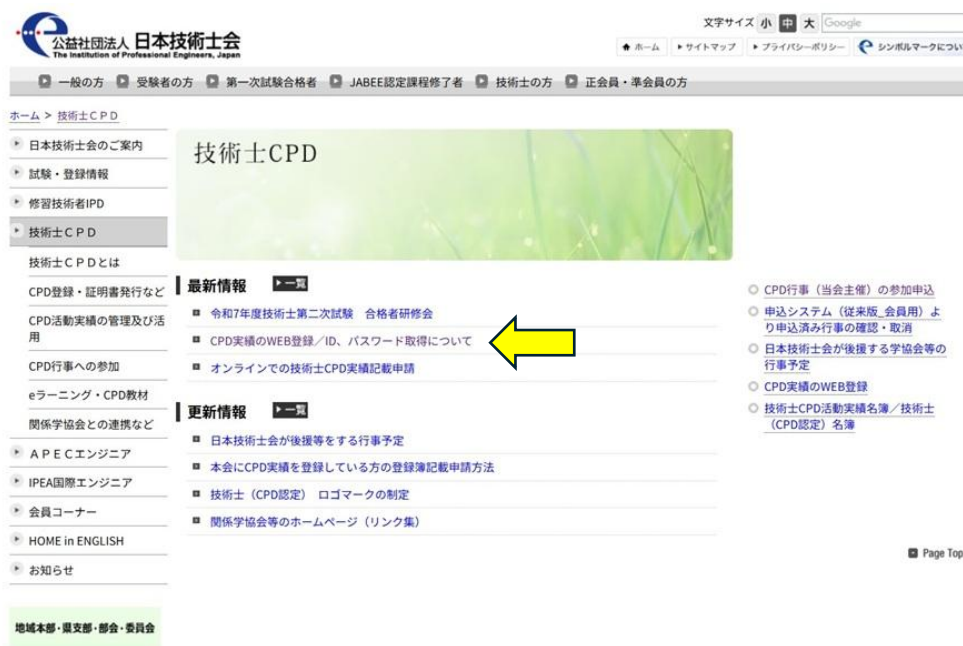 公益社団法人 日本技術士会
The Institution of Professional Engineers, Japan
文字サイズ 小 中 大 Google
ホーム サイトマップ プライバシーポリシー シンボルマークについ
一般の方 受験者の方 第一次試験合格者 JABEE認定課程修了者 技術士の方 正会員・準会員の方
ホーム > 技術士ＣＰＤ
日本技術士会のご案内
試験・登録情報
修習技術者IPD
技術士ＣＰＤ
技術士ＣＰＤとは
CPD登録・証明書発行など
CPD活動実績の管理及び活
用
CPD行事への参加
eラーニング・CPD教材
関係学協会との連携など
ＡＰＥＣエンジニア
IPEA国際エンジニア
会員コーナー
HOME in ENGLISH
お知らせ
地域本部・県支部・部会・委員会
技術士CPD
最新情報 一覧
令和7年度技術士第二次試験 合格者研修会
CPD実績のWEB登録／ID、パスワード取得について
オンラインでの技術士CPD実績記載申請
更新情報 一覧
日本技術士会が後援等をする行事予定
本会にCPD実績を登録している方の登録簿記載申請方法
技術士（CPD認定） ロゴマークの制定
関係学協会等のホームページ（リンク集）
CPD行事（当会主催）の参加申込
申込システム（従来版_会員用）よ
り申込済み行事の確認・取消
日本技術士会が後援する学協会等の
行事予定
CPD実績のWEB登録
技術士CPD活動実績名簿／技術士
（CPD認定）名簿
Page Top